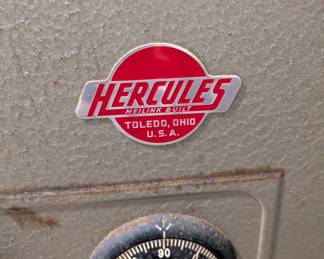 HERCULES
MEILINK BUILT
TOLEDO, OHIO
U.S.A.
90